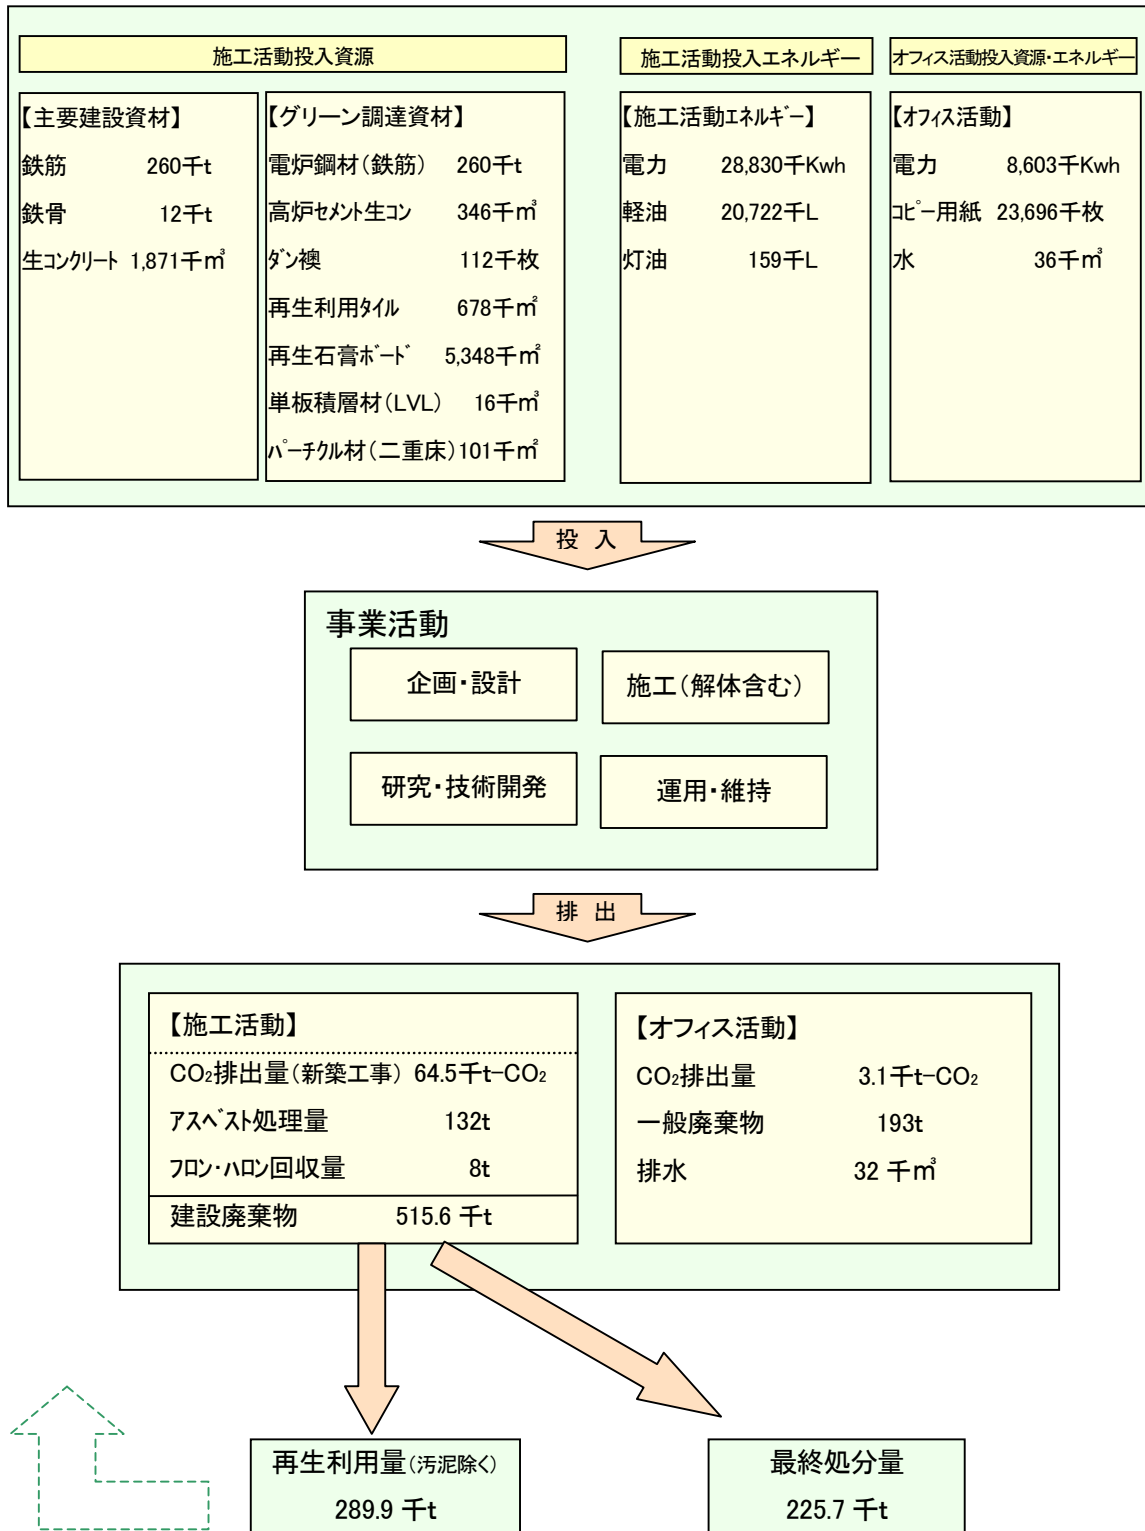 施工活動投入資源
施工活動投入エネルギー
オフィス活動投入資源・エネルギー
【主要建設資材】
鉄筋 260千t
鉄骨 12千t
生コンクリート 1,871千㎥
【グリーン調達資材】
電炉鋼材(鉄筋) 260千t
高炉セメント生コン 346千㎥
ダン襖 112千枚
再生利用タイル 678千㎡
再生石膏ボード 5,348千㎡
単板積層材(LVL) 16千㎥
パーチクル材(二重床) 101千㎡
【施工活動エネルギー】
電力 28,830千Kwh
軽油 20,722千L
灯油 159千L
【オフィス活動】
電力 8,603千Kwh
コピー用紙 23,696千枚
水 36千㎥
投 入
事業活動
企画・設計
施工(解体含む)
研究・技術開発
運用・維持
排 出
【施工活動】
CO₂排出量(新築工事) 64.5千t-CO₂
アスベスト処理量 132t
フロン・ハロン回収量 8t
建設廃棄物 515.6 千t
【オフィス活動】
CO₂排出量 3.1千t-CO₂
一般廃棄物 193t
排水 32 千㎥
再生利用量(汚泥除く)
289.9 千t
最終処分量
225.7 千t